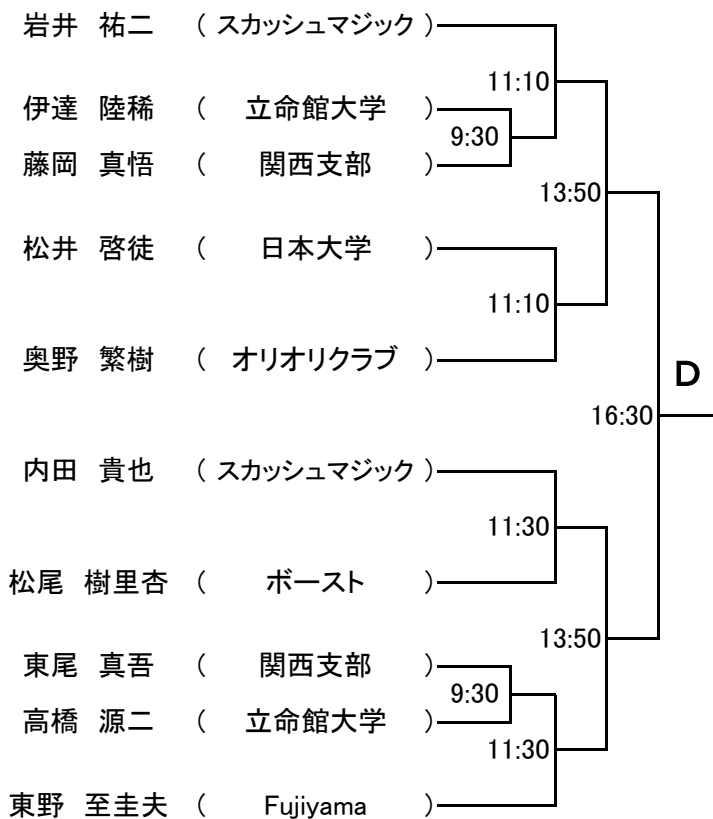 岩井 祐二 ( スカッシュマジック )
11:10
伊達 陸稀 ( 立命館大学 )
9:30
藤岡 真悟 ( 関西支部 )
13:50
松井 啓徒 ( 日本大学 )
11:10
奥野 繁樹 ( オリオリクラブ )
D
16:30
内田 貴也 ( スカッシュマジック )
11:30
松尾 樹里杏 ( ボースト )
13:50
東尾 真吾 ( 関西支部 )
9:30
高橋 源二 ( 立命館大学 )
11:30
東野 至圭夫 ( Fujiyama )